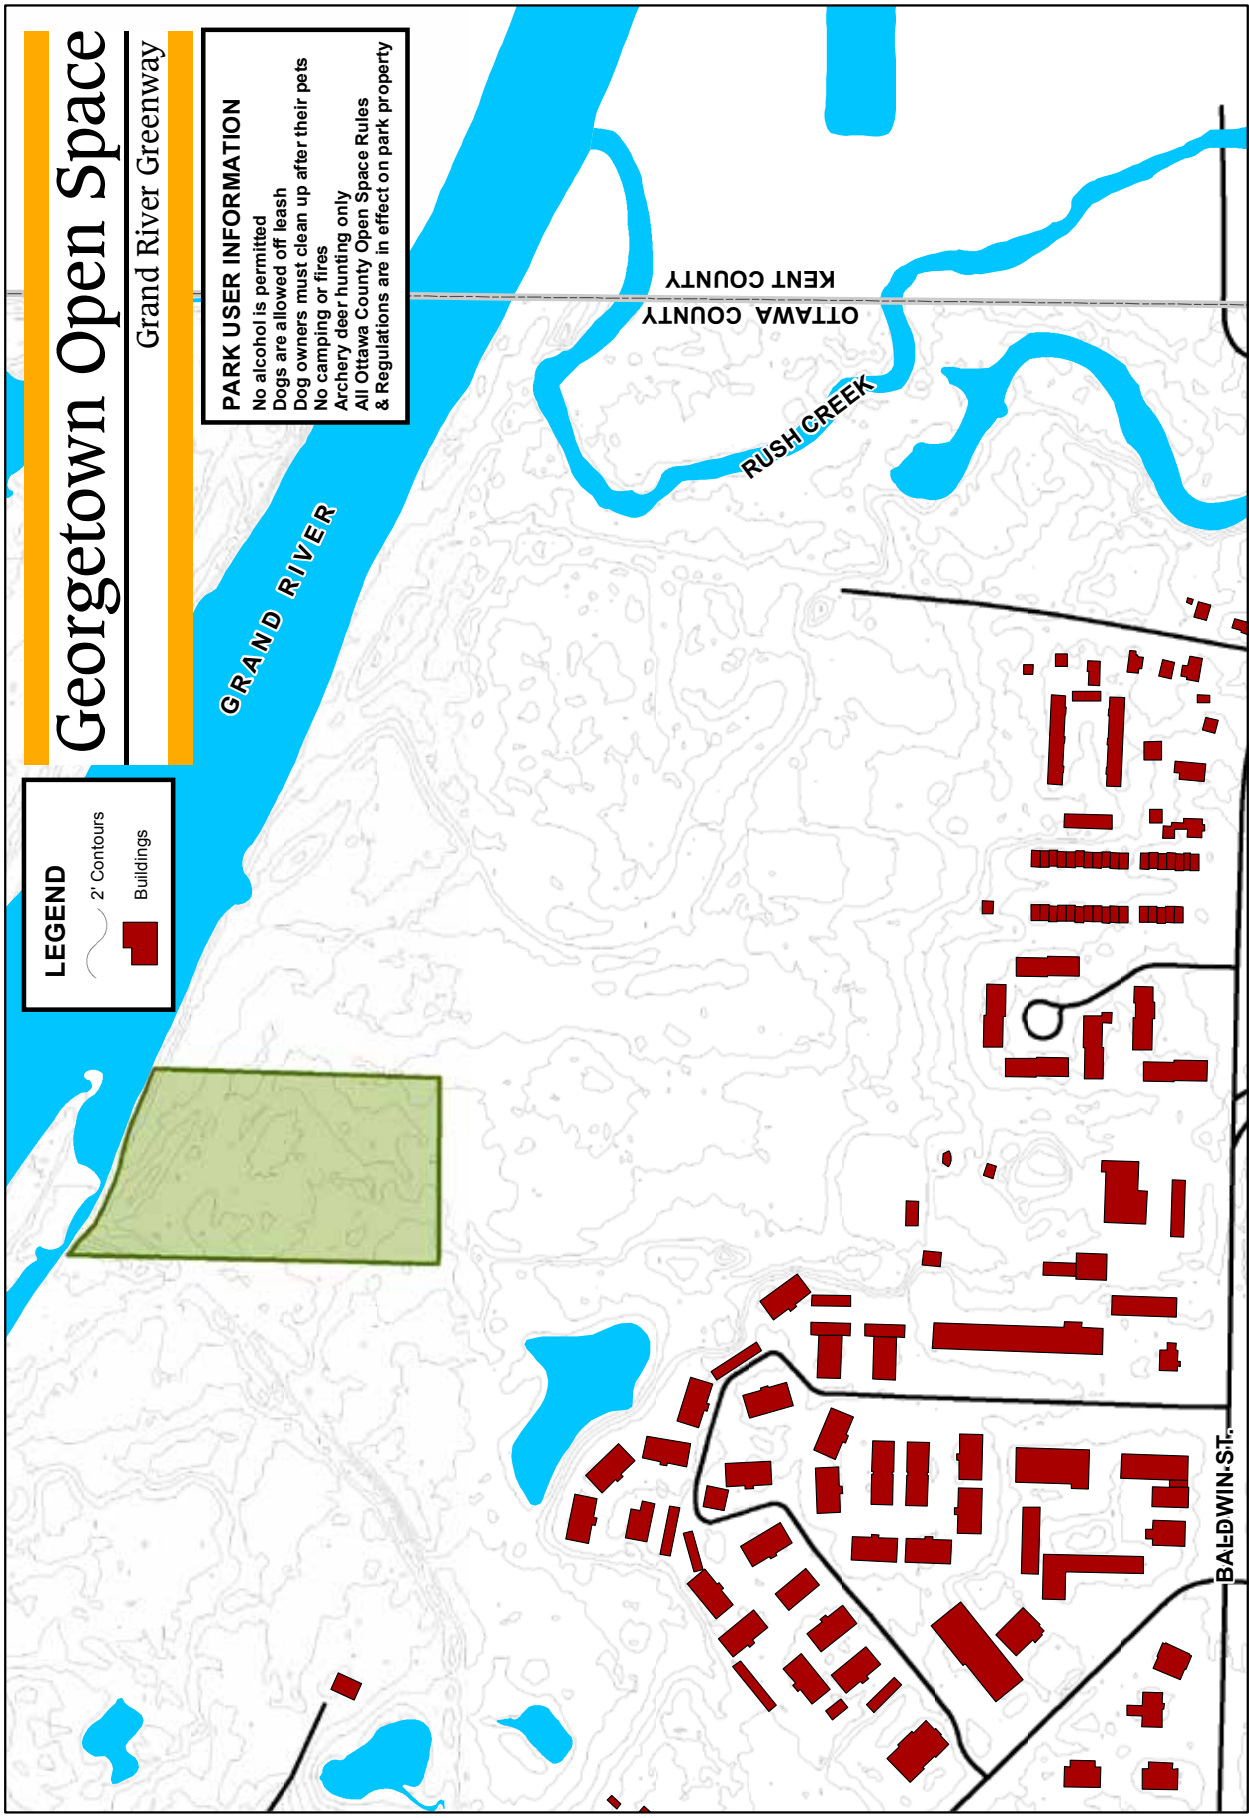 Georgetown Open Space
Grand River Greenway
PARK USER INFORMATION
No alcohol is permitted
Dogs are allowed off leash
Dog owners must clean up after their pets
No camping or fires
Archery deer hunting only
All Ottawa County Open Space Rules
& Regulations are in effect on park property
LEGEND
2' Contours
Buildings
GRAND RIVER
KENT COUNTY
OTTAWA COUNTY
RUSH CREEK
BALDWIN ST.